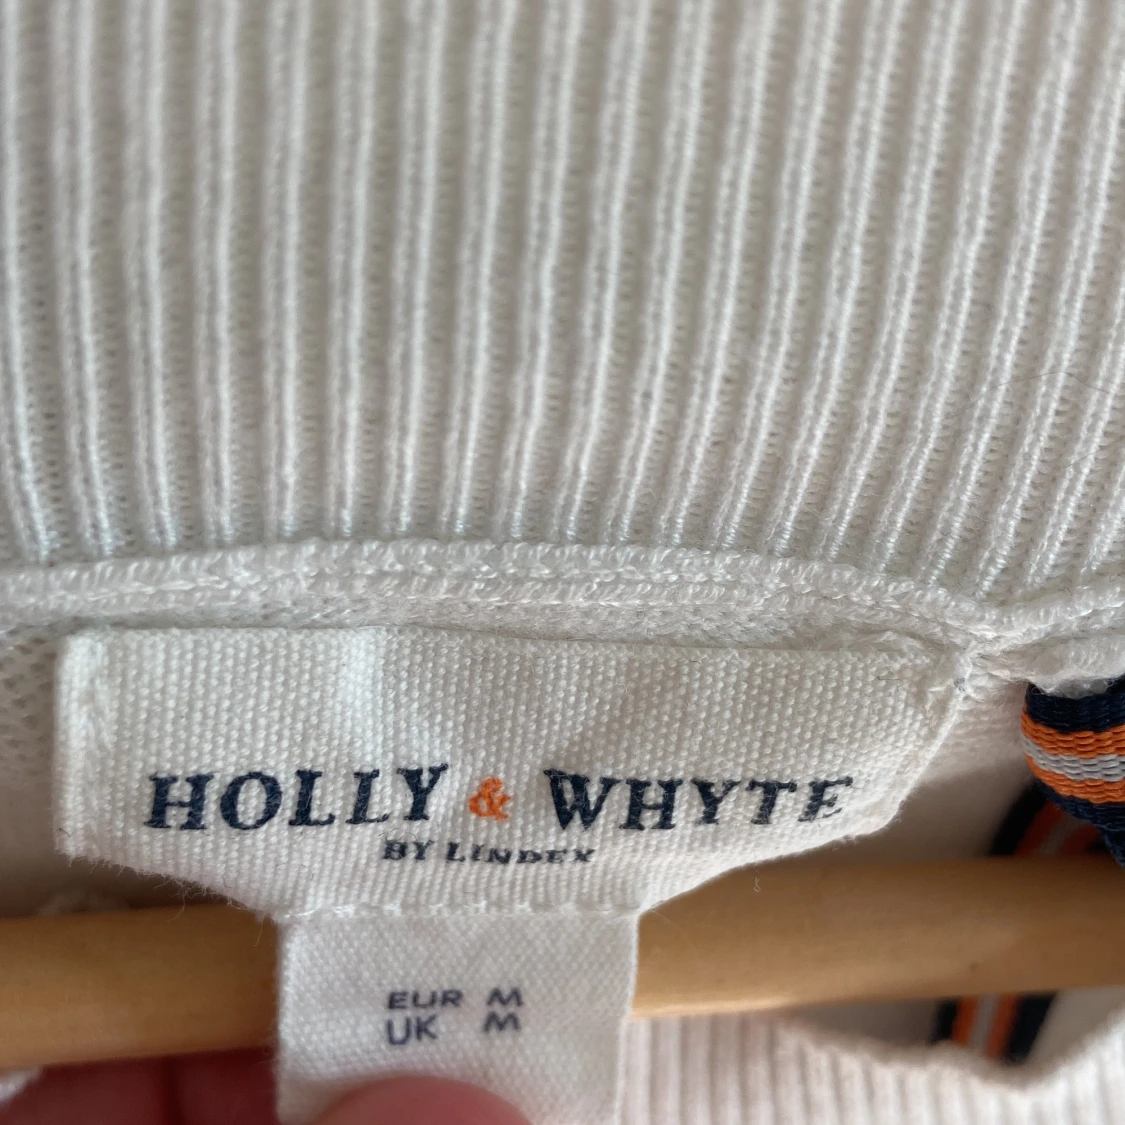 HOLLY & WHYTE
BY LINDEX
EUR M
UK M